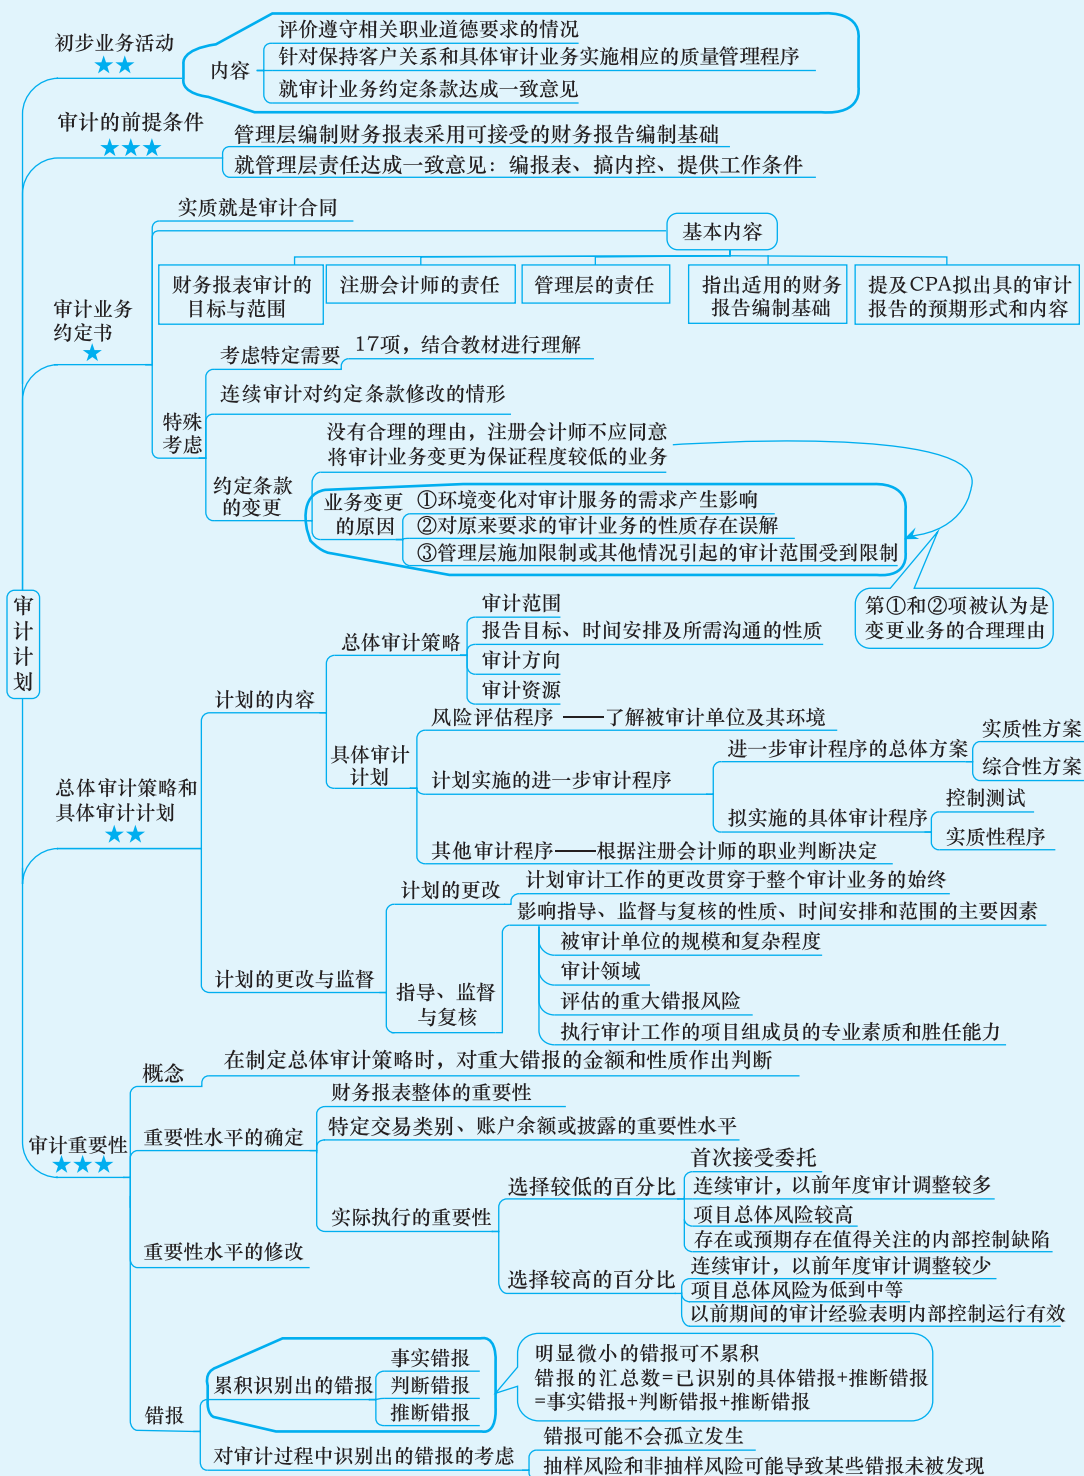 初步业务活动
★★
内容
评价遵守相关职业道德要求的情况
针对保持客户关系和具体审计业务实施相应的质量管理程序
就审计业务约定条款达成一致意见
审计的前提条件
★★★
管理层编制财务报表采用可接受的财务报告编制基础
就管理层责任达成一致意见：编报表、搞内控、提供工作条件
审计业务
约定书
★
实质就是审计合同
基本内容
财务报表审计的
目标与范围
注册会计师的责任
管理层的责任
指出适用的财务
报告编制基础
提及CPA拟出具的审计
报告的预期形式和内容
特殊
考虑
考虑特定需要
17项，结合教材进行理解
连续审计对约定条款修改的情形
约定条款
的变更
没有合理的理由，注册会计师不应同意
将审计业务变更为保证程度较低的业务
业务变更
的原因
①环境变化对审计服务的需求产生影响
②对原来要求的审计业务的性质存在误解
③管理层施加限制或其他情况引起的审计范围受到限制
第①和②项被认为是
变更业务的合理理由
审计计划
总体审计策略和
具体审计计划
★★
计划的内容
总体审计策略
审计范围
报告目标、时间安排及所需沟通的性质
审计方向
审计资源
具体审计
计划
风险评估程序 ——了解被审计单位及其环境
计划实施的进一步审计程序
进一步审计程序的总体方案
实质性方案
综合性方案
拟实施的具体审计程序
控制测试
实质性程序
其他审计程序——根据注册会计师的职业判断决定
计划的更改与监督
计划的更改
计划审计工作的更改贯穿于整个审计业务的始终
指导、监督
与复核
影响指导、监督与复核的性质、时间安排和范围的主要因素
被审计单位的规模和复杂程度
审计领域
评估的重大错报风险
执行审计工作的项目组成员的专业素质和胜任能力
审计重要性
★★★
概念
在制定总体审计策略时，对重大错报的金额和性质作出判断
重要性水平的确定
财务报表整体的重要性
特定交易类别、账户余额或披露的重要性水平
实际执行的重要性
选择较低的百分比
首次接受委托
连续审计，以前年度审计调整较多
项目总体风险较高
存在或预期存在值得关注的内部控制缺陷
选择较高的百分比
连续审计，以前年度审计调整较少
项目总体风险为低到中等
以前期间的审计经验表明内部控制运行有效
重要性水平的修改
错报
累积识别出的错报
事实错报
判断错报
推断错报
明显微小的错报可不累积
错报的汇总数=已识别的具体错报+推断错报
=事实错报+判断错报+推断错报
对审计过程中识别出的错报的考虑
错报可能不会孤立发生
抽样风险和非抽样风险可能导致某些错报未被发现